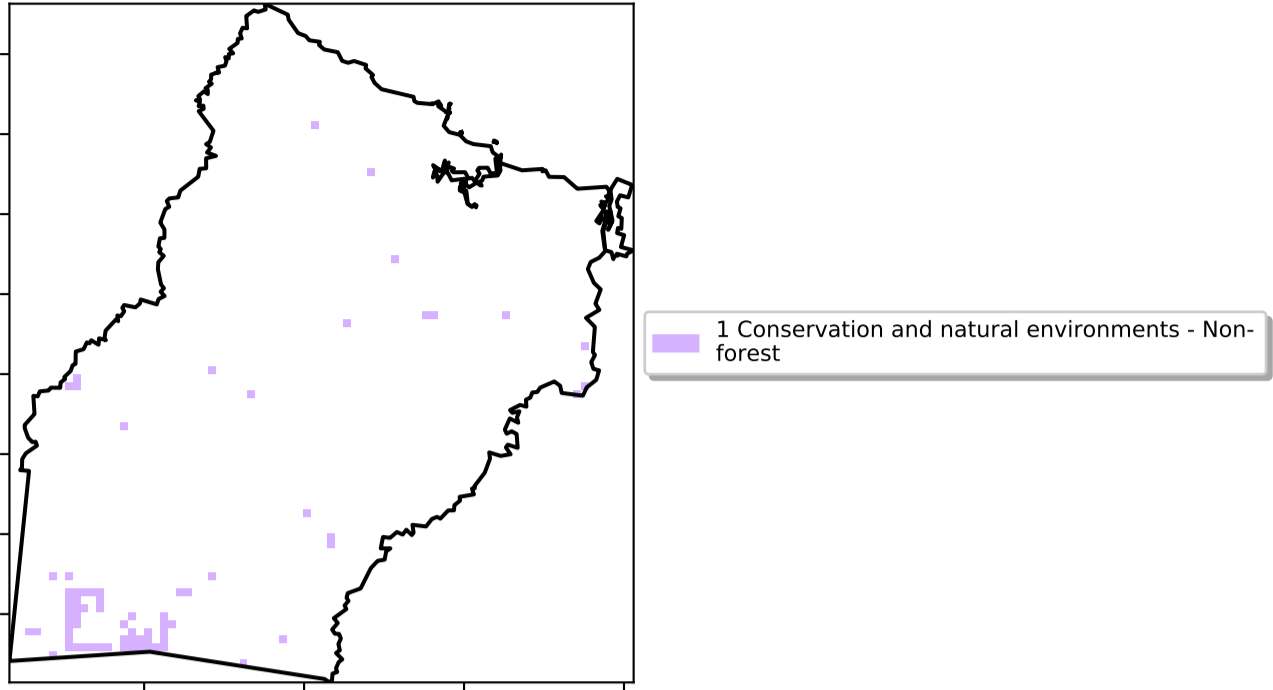 1 Conservation and natural environments - Non-
forest